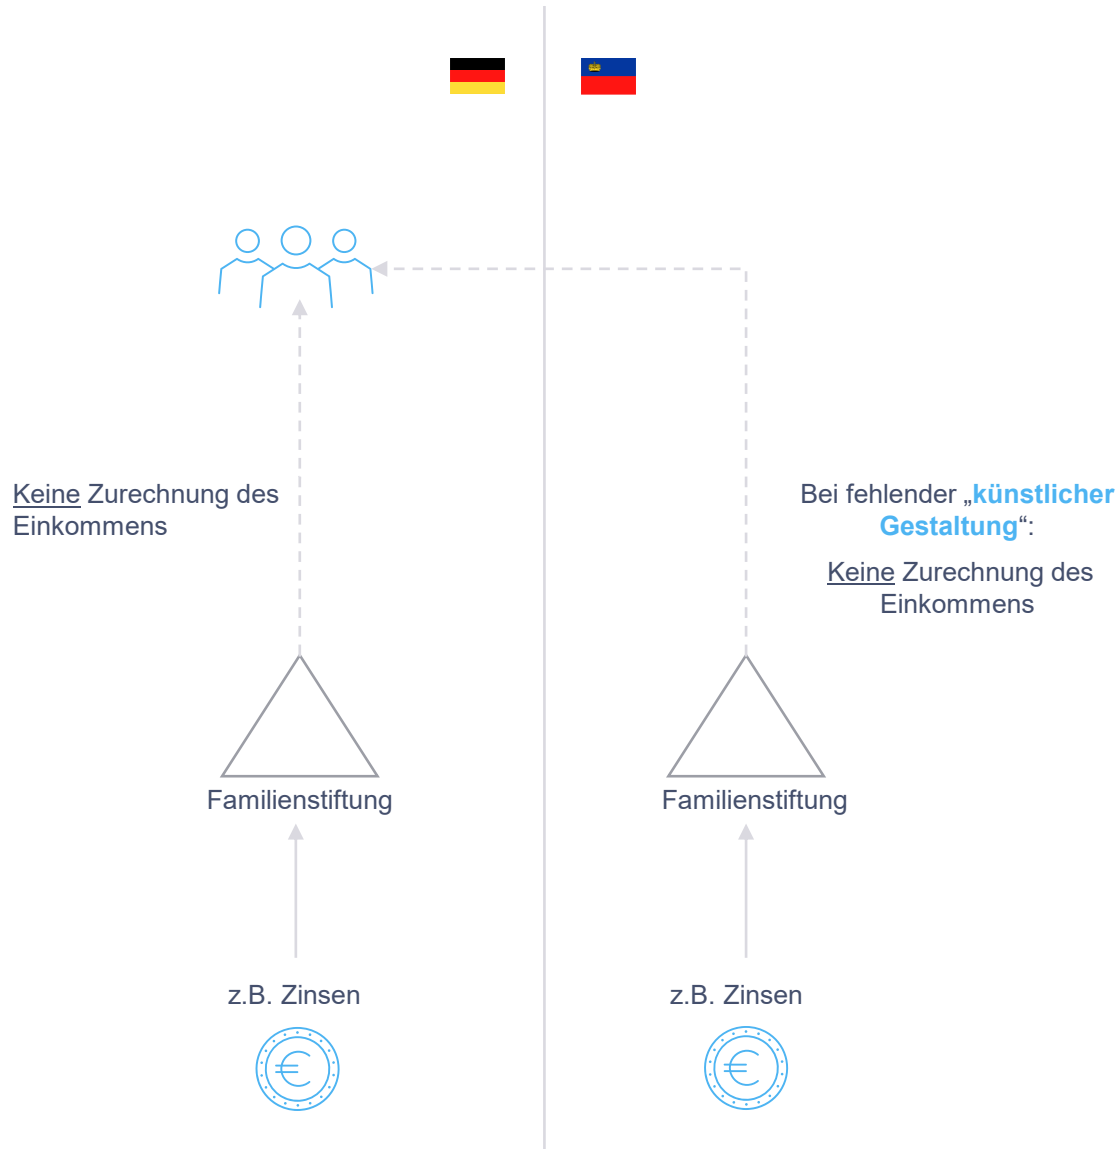 Keine Zurechnung des
Einkommens
Bei fehlender „künstlicher
Gestaltung“:
Keine Zurechnung des
Einkommens
Familienstiftung
Familienstiftung
z.B. Zinsen
z.B. Zinsen